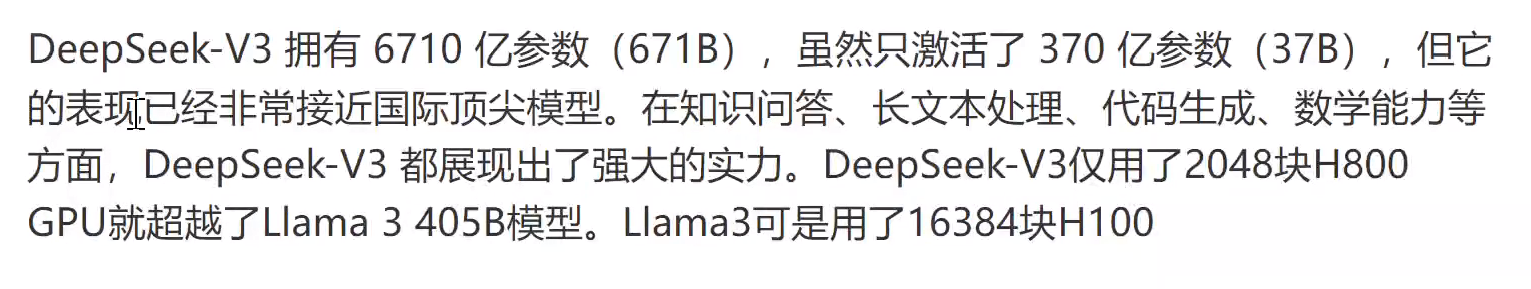 DeepSeek-V3 拥有 6710 亿参数（671B），虽然只激活了 370 亿参数（37B），但它
的表现已经非常接近国际顶尖模型。在知识问答、长文本处理、代码生成、数学能力等
方面，DeepSeek-V3 都展现出了强大的实力。DeepSeek-V3仅用了2048块H800
GPU就超越了Llama 3 405B模型。Llama3可是用了16384块H100